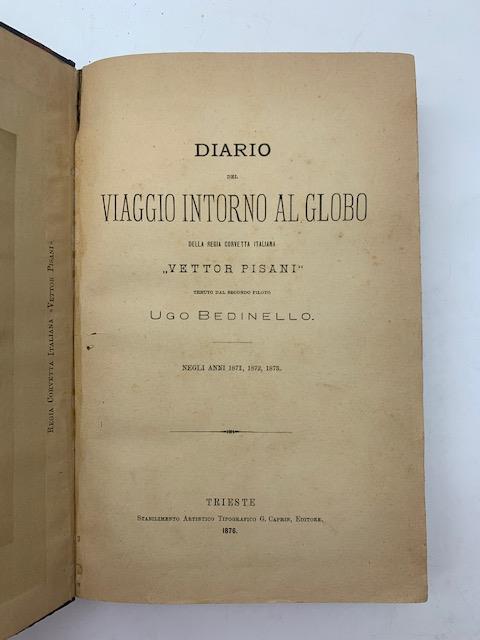 REGIA CORVETTA ITALIANA »VETTOR PISANI«
DIARIO
DEL
VIAGGIO INTORNO AL GLOBO
DELLA REGIA CORVETTA ITALIANA
„VETTOR PISANI“
TENUTO DAL SECONDO PILOTO
UGO BEDINELLO.
NEGLI ANNI 1871, 1872, 1873.
TRIESTE
STABILIMENTO ARTISTICO TIPOGRAFICO G. CAPRIN, EDITORE.
1876.